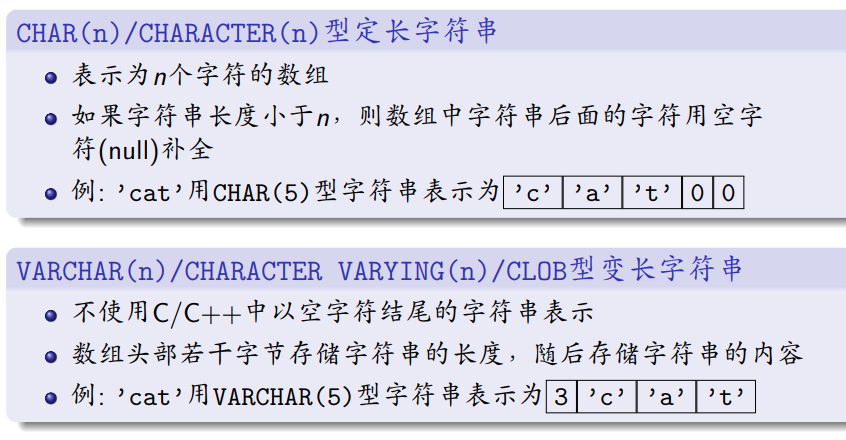 CHAR(n)/CHARACTER(n)型定长字符串
表示为n个字符的数组
如果字符串长度小于n，则数组中字符串后面的字符用空字
符(null)补全
例: ’cat’用CHAR(5)型字符串表示为 ’c’ ’a’ ’t’ 0 0
VARCHAR(n)/CHARACTER VARYING(n)/CLOB型变长字符串
不使用C/C++中以空字符结尾的字符串表示
数组头部若干字节存储字符串的长度，随后存储字符串的内容
例: ’cat’用VARCHAR(5)型字符串表示为 3 ’c’ ’a’ ’t’